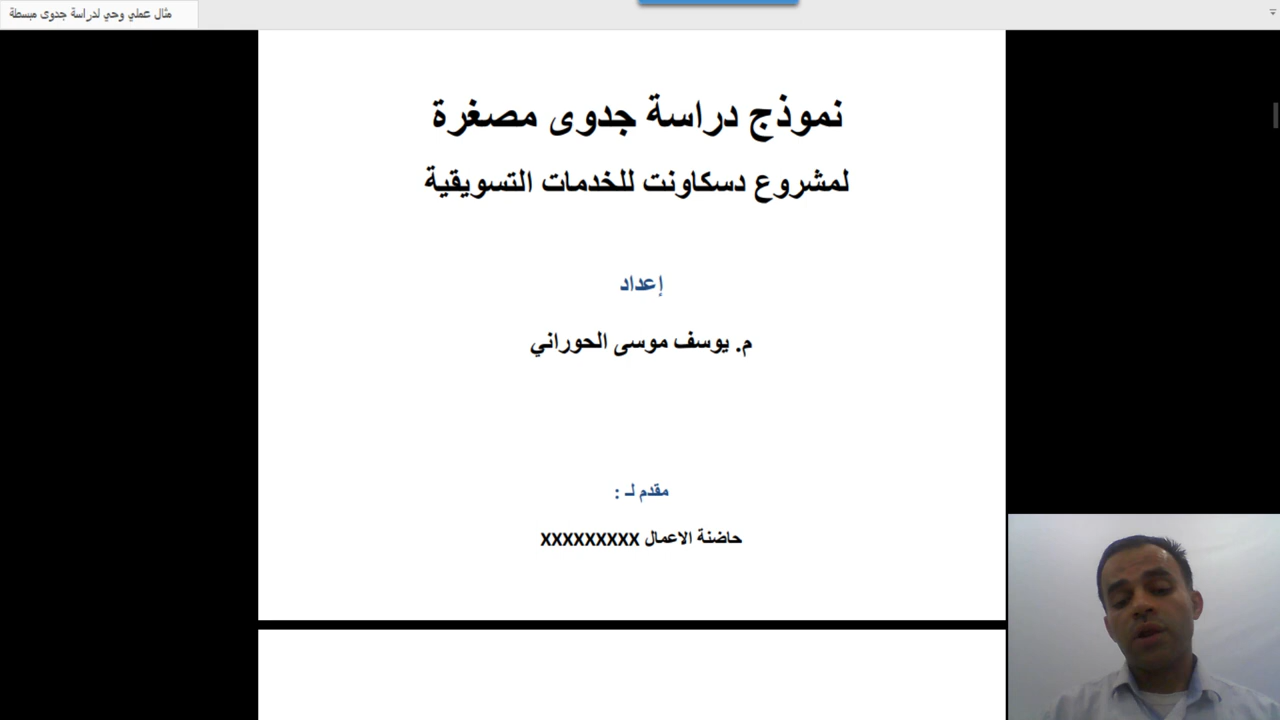 مثال عملي وحي لدراسة جدوى مبسطة
نموذج دراسة جدوى مصغرة
لمشروع دسكاونت للخدمات التسويقية
إعداد
م. يوسف موسى الحوراني
مقدم لـ :
حاضنة الاعمال xxxxxxxxx